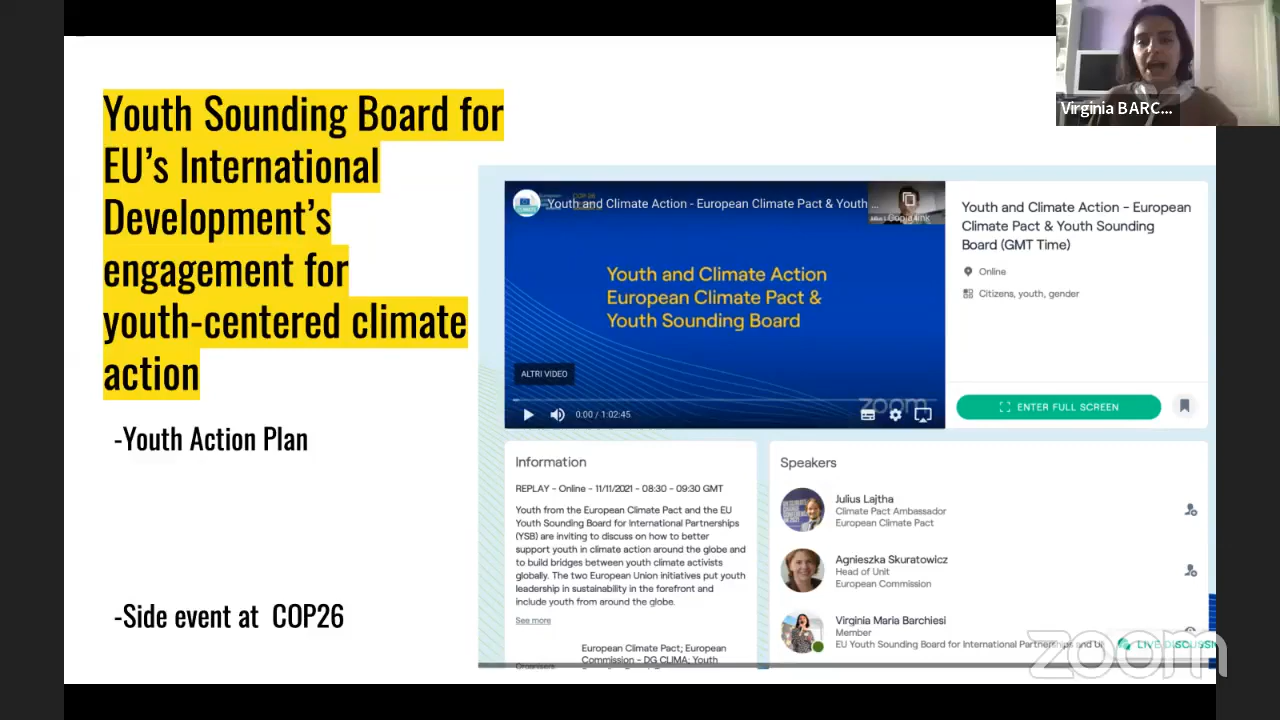 Youth Sounding Board for
EU’s International
Development’s
engagement for
youth-centered climate
action
-Youth Action Plan
-Side event at COP26
Virginia BARC...
Youth and Climate Action - European Climate Pact & Youth ...
Copia link
Youth and Climate Action
European Climate Pact &
Youth Sounding Board
ALTRI VIDEO
zoom
0:00 / 1:02:45
Youth and Climate Action - European
Climate Pact & Youth Sounding
Board (GMT Time)
Online
Citizens, youth, gender
ENTER FULL SCREEN
Information
REPLAY - Online - 11/11/2021 - 08:30 - 09:30 GMT
Youth from the European Climate Pact and the EU
Youth Sounding Board for International Partnerships
(YSB) are inviting to discuss on how to better
support youth in climate action around the globe and
to build bridges between youth climate activists
globally. The two European Union initiatives put youth
leadership in sustainability in the forefront and
include youth from around the globe.
See more
European Climate Pact; European
Commission - DG CLIMA; Youth
Speakers
Julius Lajtha
Climate Pact Ambassador
European Climate Pact
Agnieszka Skuratowicz
Head of Unit
European Commission
Virginia Maria Barchiesi
Member
EU Youth Sounding Board for International Partnerships and U
LIVE DISCUSSI
zoom